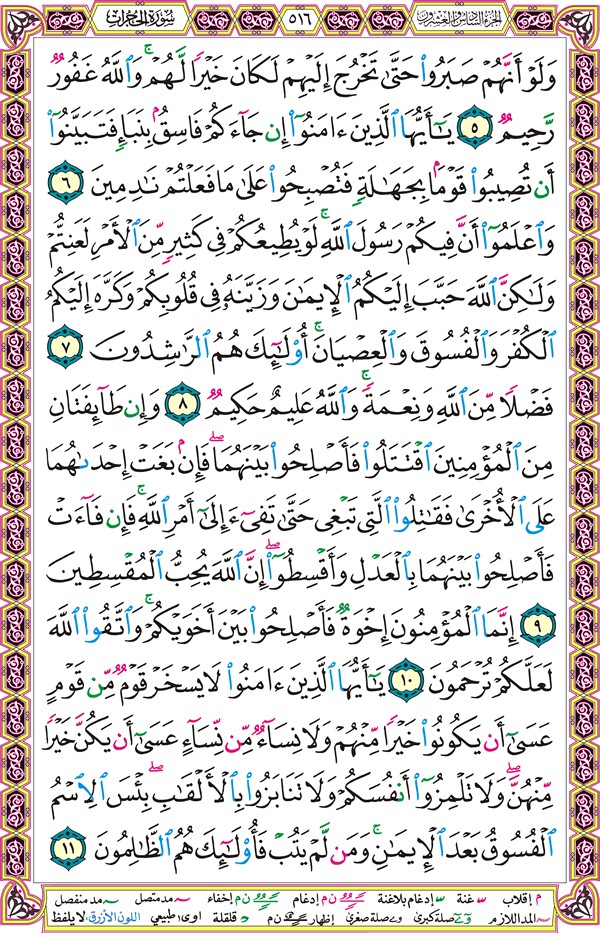 الجزء السادس والعشرون ٥١٦ سورة الحجرات
وَلَوْ أَنَّهُمْ صَبَرُوا۟ حَتَّىٰ تَخْرُجَ إِلَيْهِمْ لَكَانَ خَيْرًا لَّهُمْ ۚ وَٱللَّهُ غَفُورٌ
رَّحِيمٌ ٥ يَـٰٓأَيُّهَا ٱلَّذِينَ ءَامَنُوٓا۟ إِن جَآءَكُمْ فَاسِقٌۢ بِنَبَإٍ فَتَبَيَّنُوٓا۟
أَن تُصِيبُوا۟ قَوْمًۢا بِجَهَـٰلَةٍ فَتُصْبِحُوا۟ عَلَىٰ مَا فَعَلْتُمْ نَـٰدِمِينَ ٦
وَٱعْلَمُوٓا۟ أَنَّ فِيكُمْ رَسُولَ ٱللَّهِ ۚ لَوْ يُطِيعُكُمْ فِى كَثِيرٍ مِّنَ ٱلْأَمْرِ لَعَنِتُّمْ
وَلَـٰكِنَّ ٱللَّهَ حَبَّبَ إِلَيْكُمُ ٱلْإِيمَـٰنَ وَزَيَّنَهُۥ فِى قُلُوبِكُمْ وَكَرَّهَ إِلَيْكُمُ
ٱلْكُفْرَ وَٱلْفُسُوقَ وَٱلْعِصْيَانَ ۚ أُو۟لَـٰٓئِكَ هُمُ ٱلرَّٰشِدُونَ ٧
فَضْلًا مِّنَ ٱللَّهِ وَنِعْمَةً ۚ وَٱللَّهُ عَلِيمٌ حَكِيمٌ ٨ وَإِن طَآئِفَتَانِ
مِنَ ٱلْمُؤْمِنِينَ ٱقْتَتَلُوا۟ فَأَصْلِحُوا۟ بَيْنَهُمَا ۖ فَإِنۢ بَغَتْ إِحْدَىٰهُمَا
عَلَى ٱلْأُخْرَىٰ فَقَـٰتِلُوا۟ ٱلَّتِى تَبْغِى حَتَّىٰ تَفِىٓءَ إِلَىٰٓ أَمْرِ ٱللَّهِ ۚ فَإِن فَآءَتْ
فَأَصْلِحُوا۟ بَيْنَهُمَا بِٱلْعَدْلِ وَأَقْسِطُوٓا۟ ۖ إِنَّ ٱللَّهَ يُحِبُّ ٱلْمُقْسِطِينَ
٩ إِنَّمَا ٱلْمُؤْمِنُونَ إِخْوَةٌ فَأَصْلِحُوا۟ بَيْنَ أَخَوَيْكُمْ ۚ وَٱتَّقُوا۟ ٱللَّهَ
لَعَلَّكُمْ تُرْحَمُونَ ١٠ يَـٰٓأَيُّهَا ٱلَّذِينَ ءَامَنُوا۟ لَا يَسْخَرْ قَوْمٌ مِّن قَوْمٍ
عَسَىٰٓ أَن يَكُونُوا۟ خَيْرًا مِّنْهُمْ وَلَا نِسَآءٌ مِّن نِّسَآءٍ عَسَىٰٓ أَن يَكُنَّ خَيْرًا
مِّنْهُنَّ ۖ وَلَا تَلْمِزُوٓا۟ أَنفُسَكُمْ وَلَا تَنَابَزُوا۟ بِٱلْأَلْقَـٰبِ ۖ بِئْسَ ٱلِٱسْمُ
ٱلْفُسُوقُ بَعْدَ ٱلْإِيمَـٰنِ ۚ وَمَن لَّمْ يَتُبْ فَأُو۟لَـٰٓئِكَ هُمُ ٱلظَّـٰلِمُونَ ١١
م إقلاب غنة إدغام بلاغنة ن م إدغام ن م إخفاء مد متصل مد منفصل
المد اللازم صلة كبرى صلة صغرى إظهار ن م قلقلة اوى طبيعي اللون الأزرق: لا يلفظ